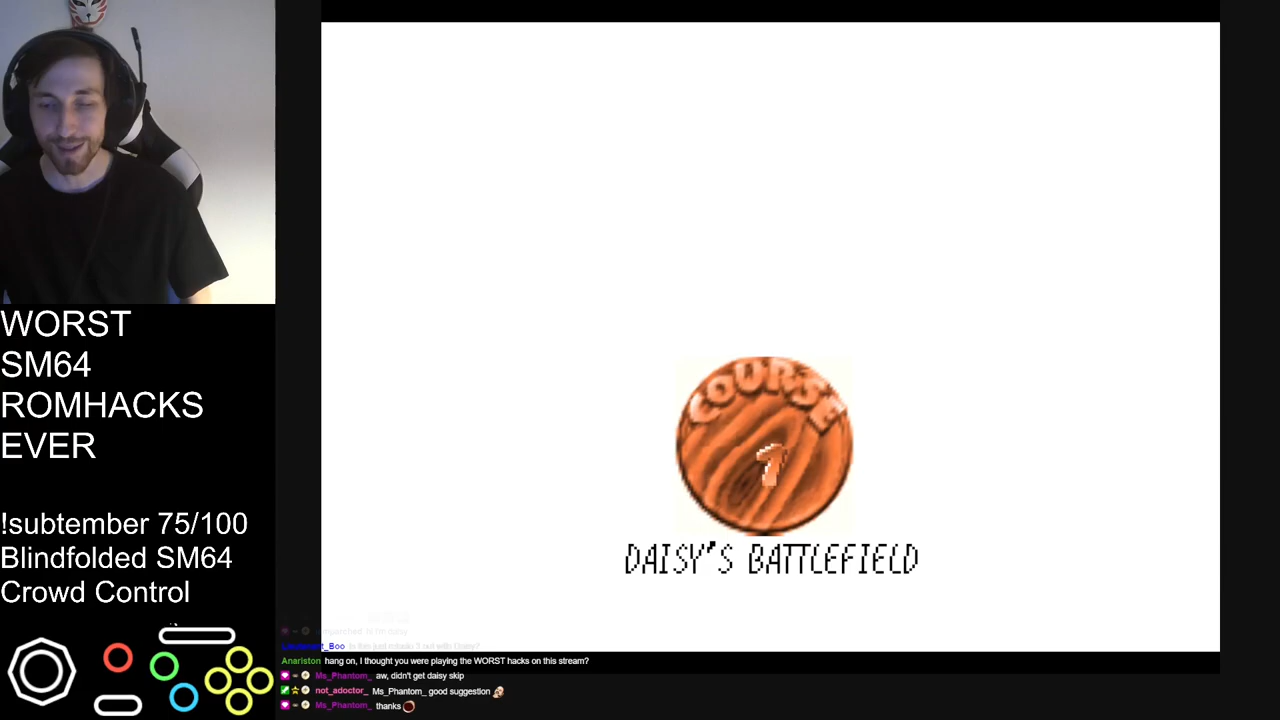 COURSE
1
DAISY'S BATTLEFIELD
WORST
SM64
ROMHACKS
EVER
!subtember 75/100
Blindfolded SM64
Crowd Control
Anariston hang on, I thought you were playing the WORST hacks on this stream?
Ms_Phantom_ aw, didn't get daisy skip
not_adoctor_ Ms_Phantom_ good suggestion
Ms_Phantom_ thanks